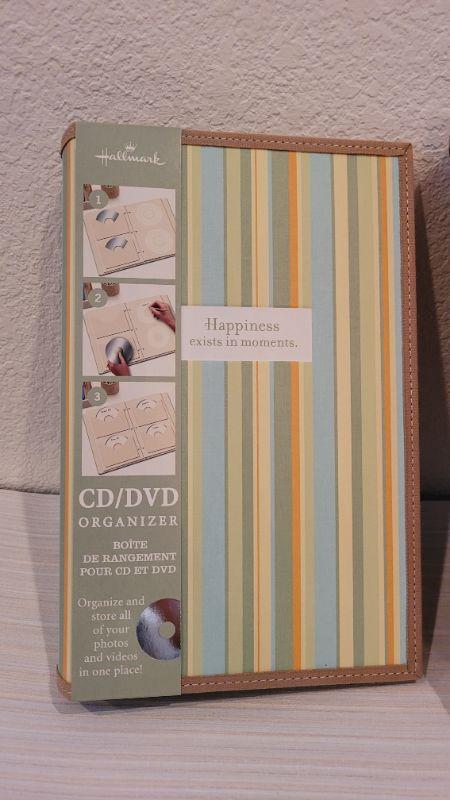 Hallmark
1
2
3
Happiness
exists in moments.
CD/DVD
ORGANIZER
BOÎTE
DE RANGEMENT
POUR CD ET DVD
Organize and
store all
of your
photos
and videos
in one place!